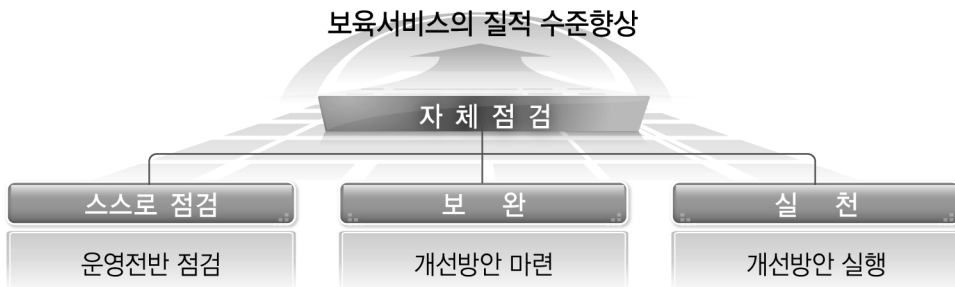 보육서비스의 질적 수준향상
자 체 점 검
스스로 점검
보 완
실 천
운영전반 점검
개선방안 마련
개선방안 실행